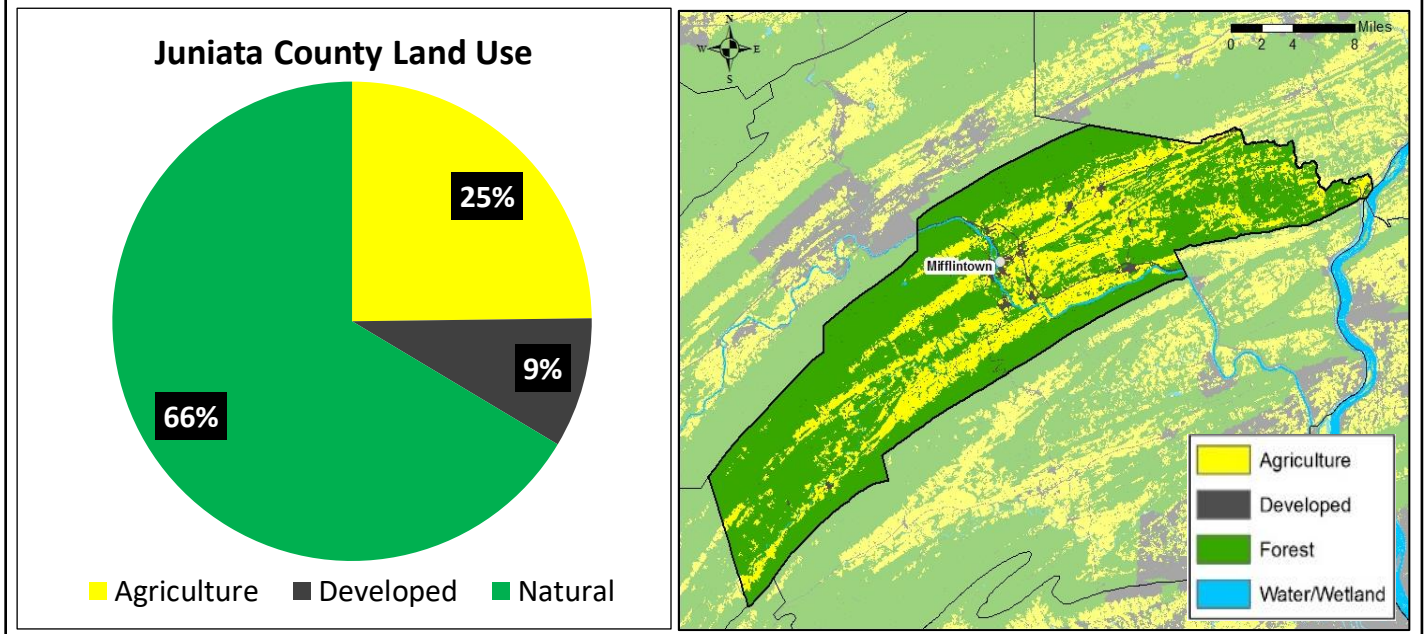 Juniata County Land Use
25%
9%
66%
Agriculture Developed Natural
N
W E
S
Miles
0 2 4 8
Mifflintown
Agriculture
Developed
Forest
Water/Wetland